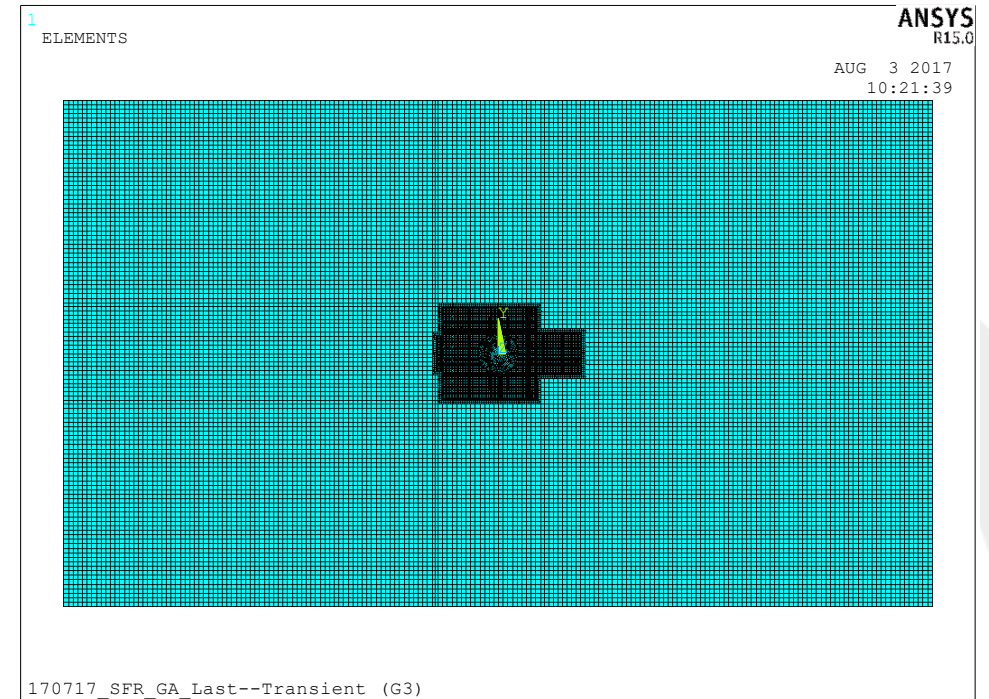 1
ELEMENTS
ANSYS
R15.0
AUG  3 2017
10:21:39
Y
170717_SFR_GA_Last--Transient (G3)